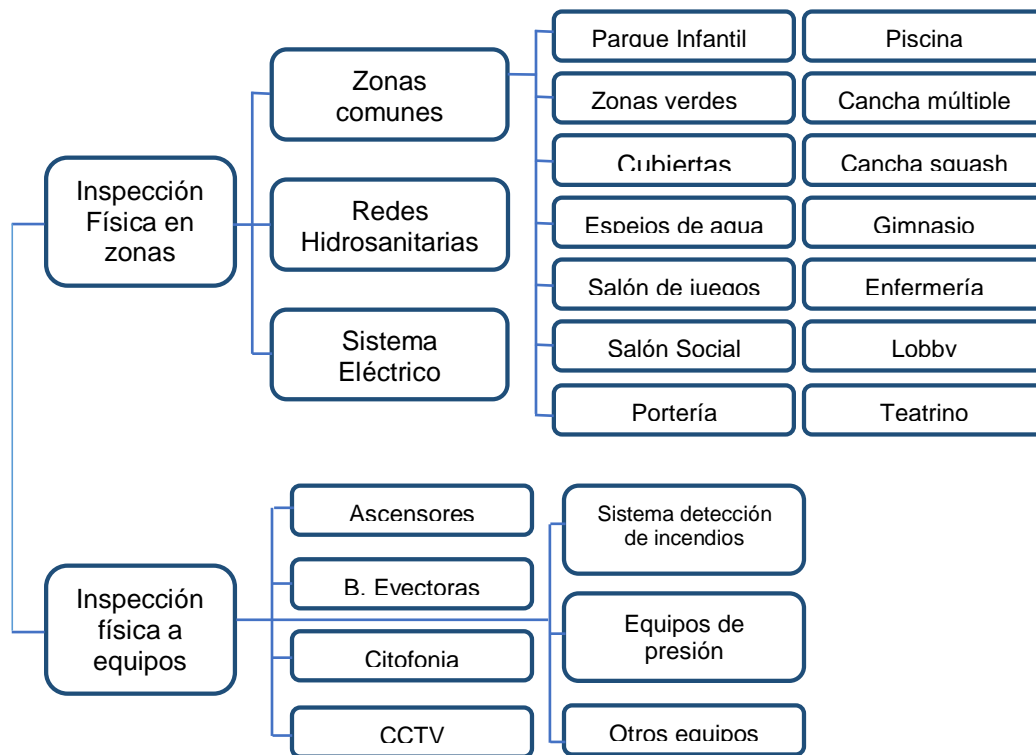 Inspección
Física en
zonas
Zonas
comunes
Redes
Hidrosanitarias
Sistema
Eléctrico
Parque Infantil
Piscina
Zonas verdes
Cancha múltiple
Cubiertas
Cancha squash
Espejos de agua
Gimnasio
Salón de juegos
Enfermería
Salón Social
Lobby
Portería
Teatrino
Inspección
física a
equipos
Ascensores
B. Eyectoras
Citofonia
CCTV
Sistema detección
de incendios
Equipos de
presión
Otros equipos